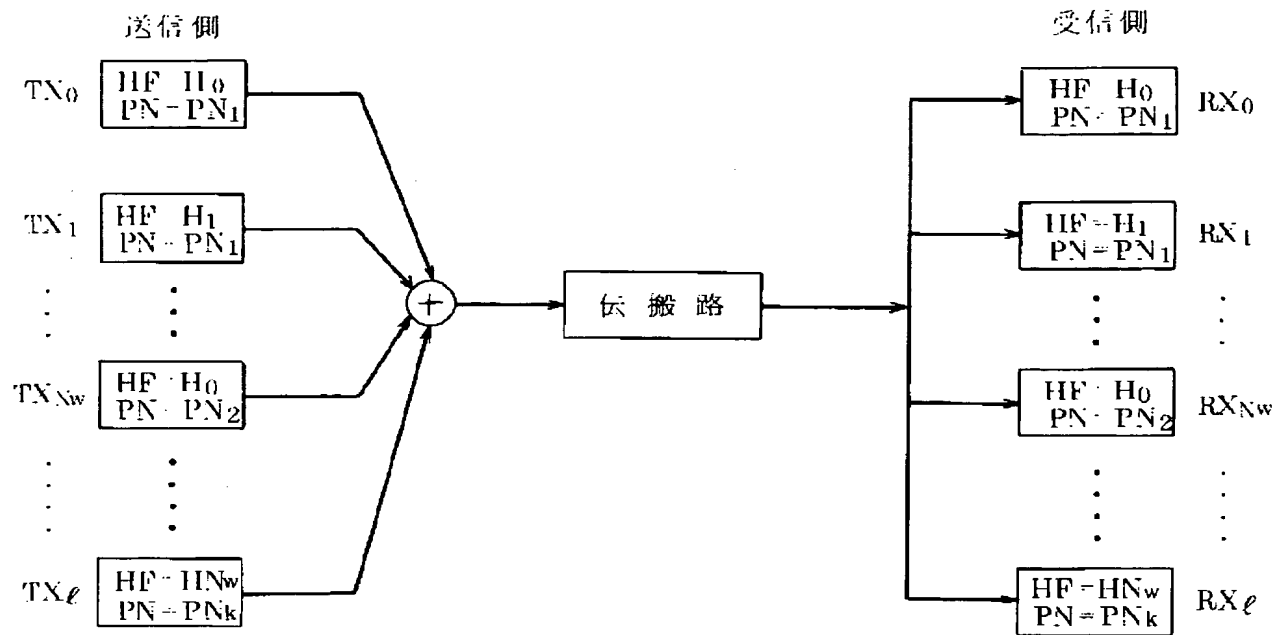 送信側
TX₀
HF H₀
PN-PN₁
TX₁
HF H₁
PN-PN₁
TX_Nw
HF-H₀
PN-PN₂
TXℓ
HF-HNw
PN=PNk
+
伝搬路
受信側
HF H₀
PN-PN₁
RX₀
HF=H₁
PN=PN₁
RX₁
HF-H₀
PN-PN₂
RX_Nw
HF=HNw
PN=PNk
RXℓ